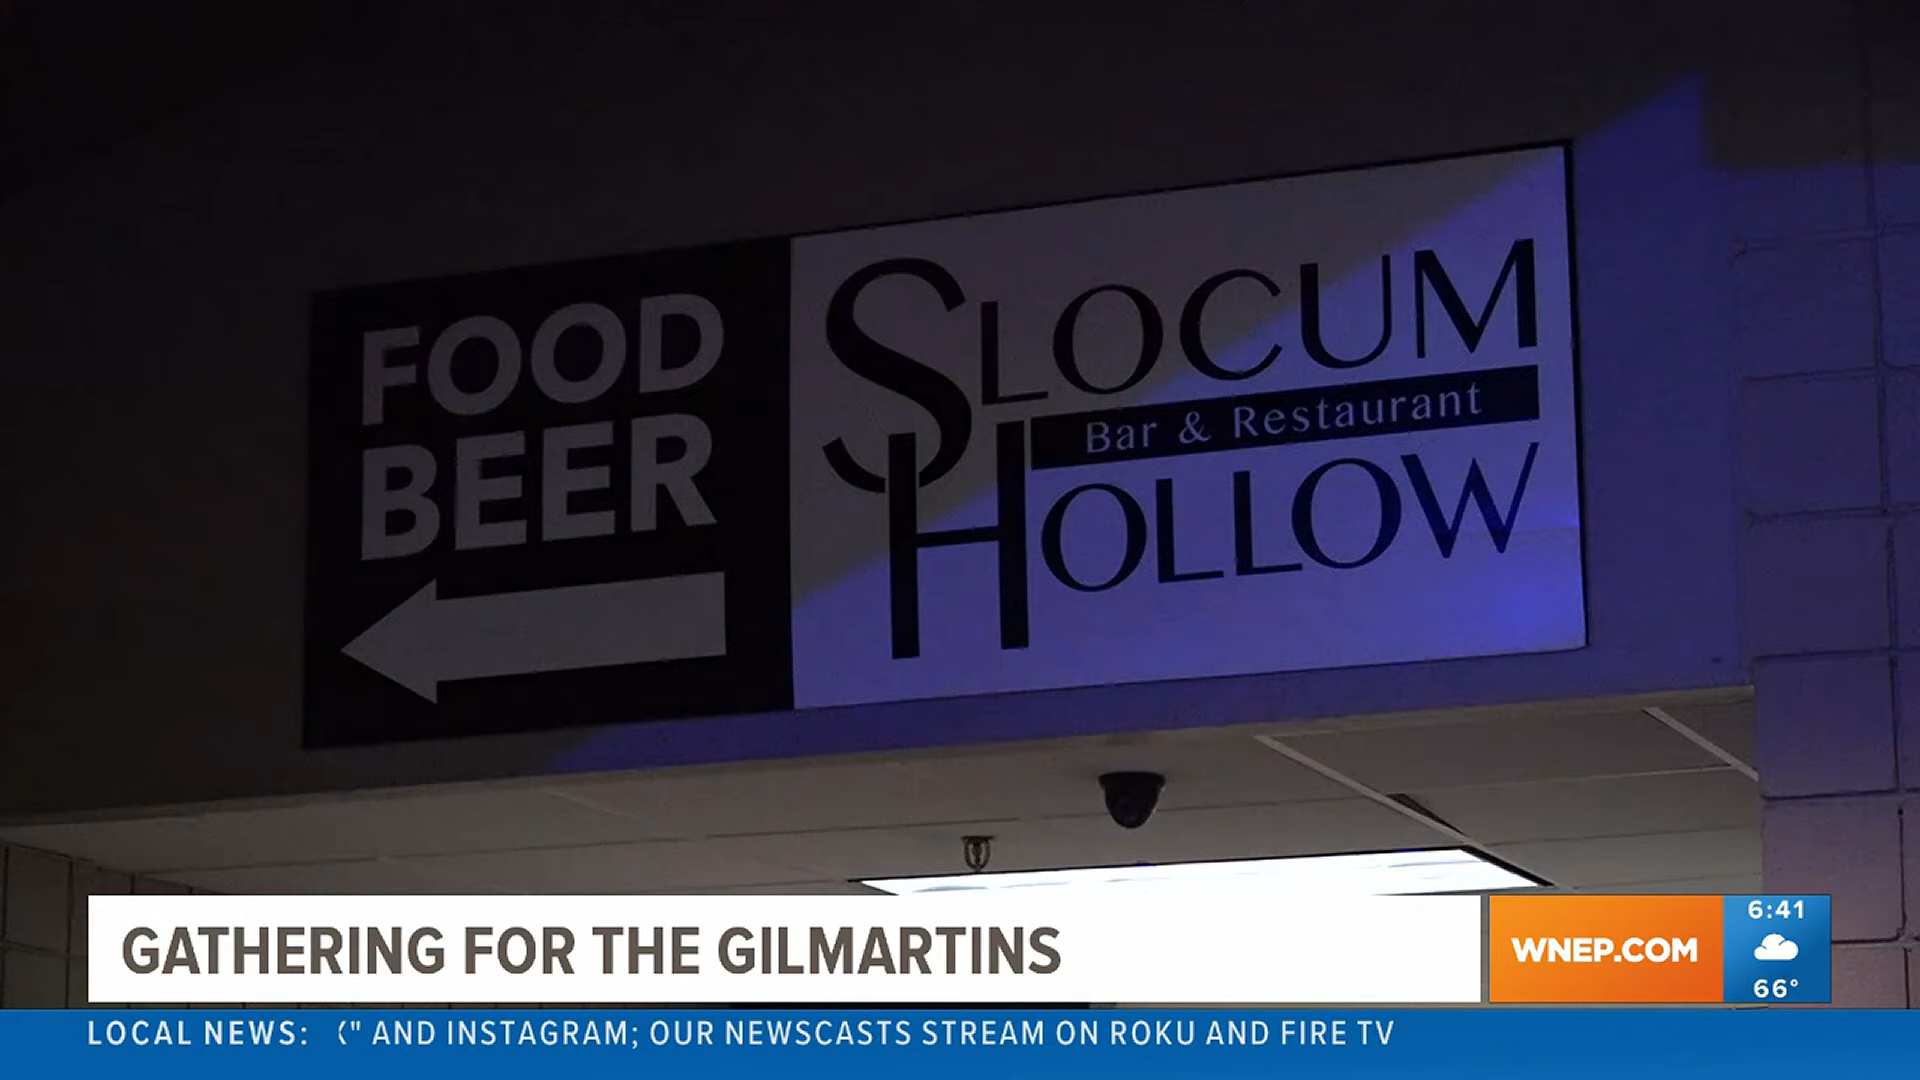 FOOD
BEER
SLOCUM
Bar & Restaurant
HOLLOW
GATHERING FOR THE GILMARTINS
WNEP.COM
6:41
66°
LOCAL NEWS: " AND INSTAGRAM; OUR NEWSCASTS STREAM ON ROKU AND FIRE TV